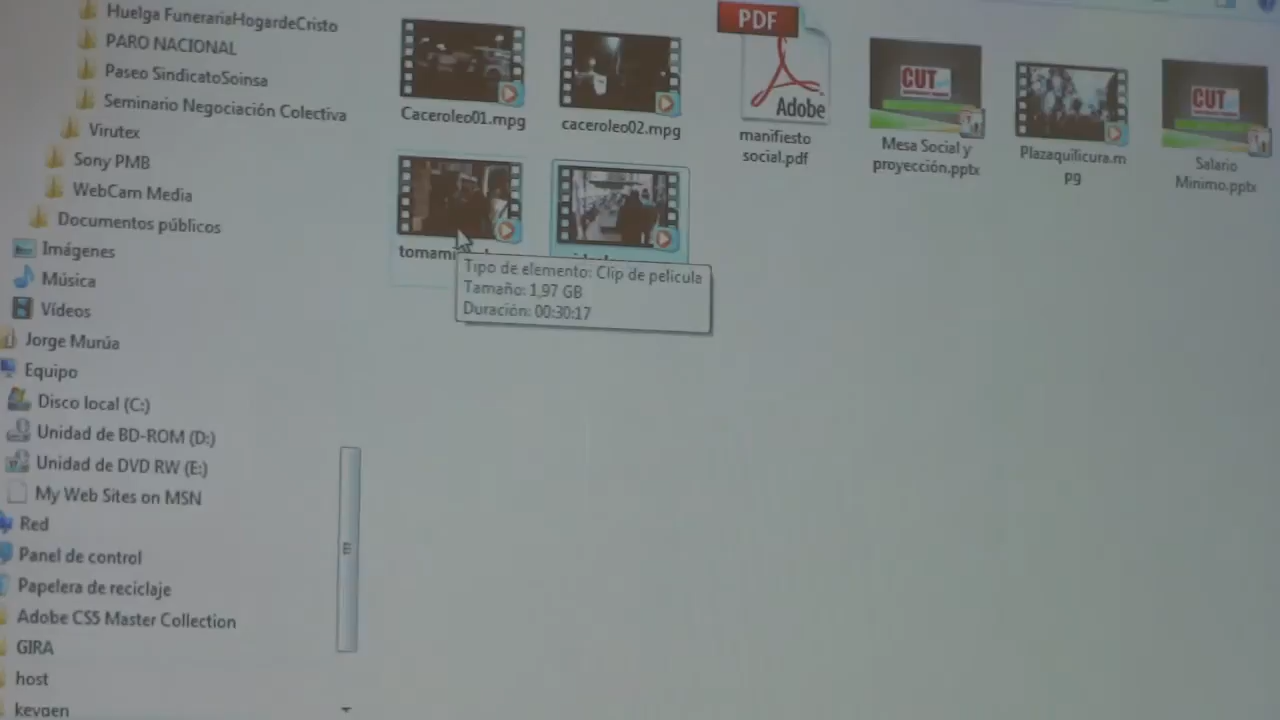 Huelga FunerariaHogardeCristo
PARO NACIONAL
Paseo SindicatoSoinsa
Seminario Negociación Colectiva
Virutex
Sony PMB
WebCam Media
Documentos públicos
Imágenes
Música
Vídeos
Jorge Murúa
Equipo
Disco local (C:)
Unidad de BD-ROM (D:)
Unidad de DVD RW (E:)
My Web Sites on MSN
Red
Panel de control
Papelera de reciclaje
Adobe CS5 Master Collection
GIRA
host
keygen
Caceroleo01.mpg
caceroleo02.mpg
PDF
Adobe
manifiesto
social.pdf
CUT
Mesa Social y
proyección.pptx
Plazaquilicura.m
pg
CUT
Salario
Minimo.pptx
Tipo de elemento: Clip de película
Tamaño: 1,97 GB
Duración: 00:30:17